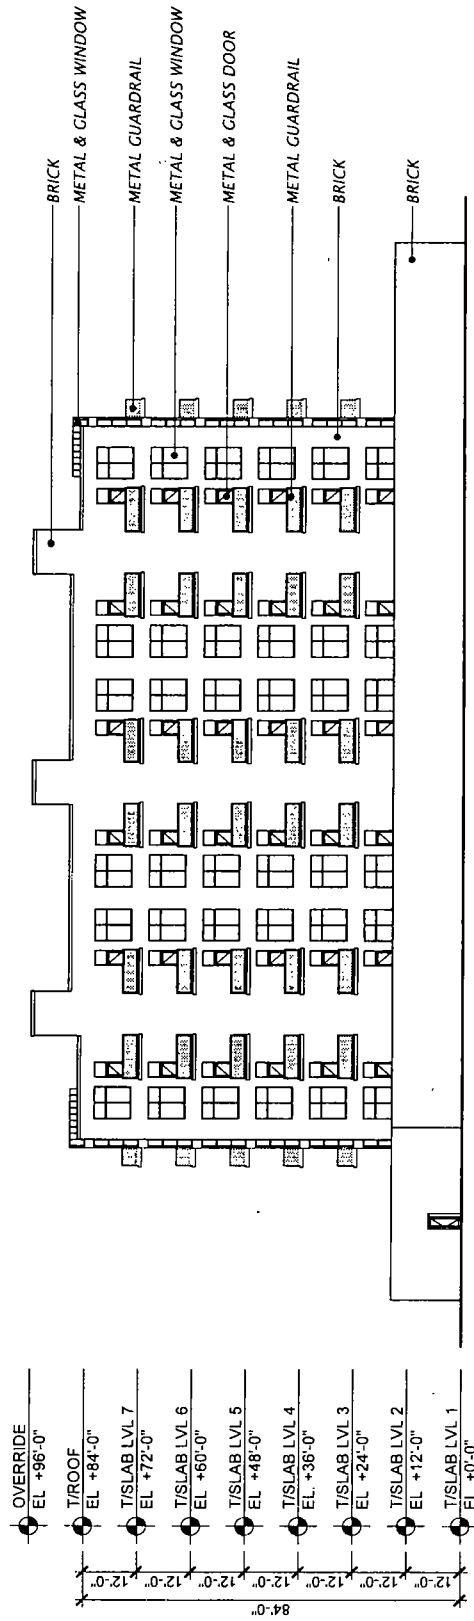 BRICK
METAL & GLASS WINDOW
METAL GUARDRAIL
METAL & GLASS WINDOW
METAL & GLASS DOOR
METAL GUARDRAIL
BRICK
BRICK
OVERRIDE
EL +96'-0"
T/ROOF
EL +84'-0"
T/SLAB LVL 7
EL +72'-0"
T/SLAB LVL 6
EL +60'-0"
T/SLAB LVL 5
EL +48'-0"
T/SLAB LVL 4
EL. +36'-0"
T/SLAB LVL 3
EL +24'-0"
T/SLAB LVL 2
EL +12'-0"
T/SLAB LVL 1
EL +0'-0"
12'-0"
12'-0"
12'-0"
12'-0"
12'-0"
12'-0"
12'-0"
84'-0"